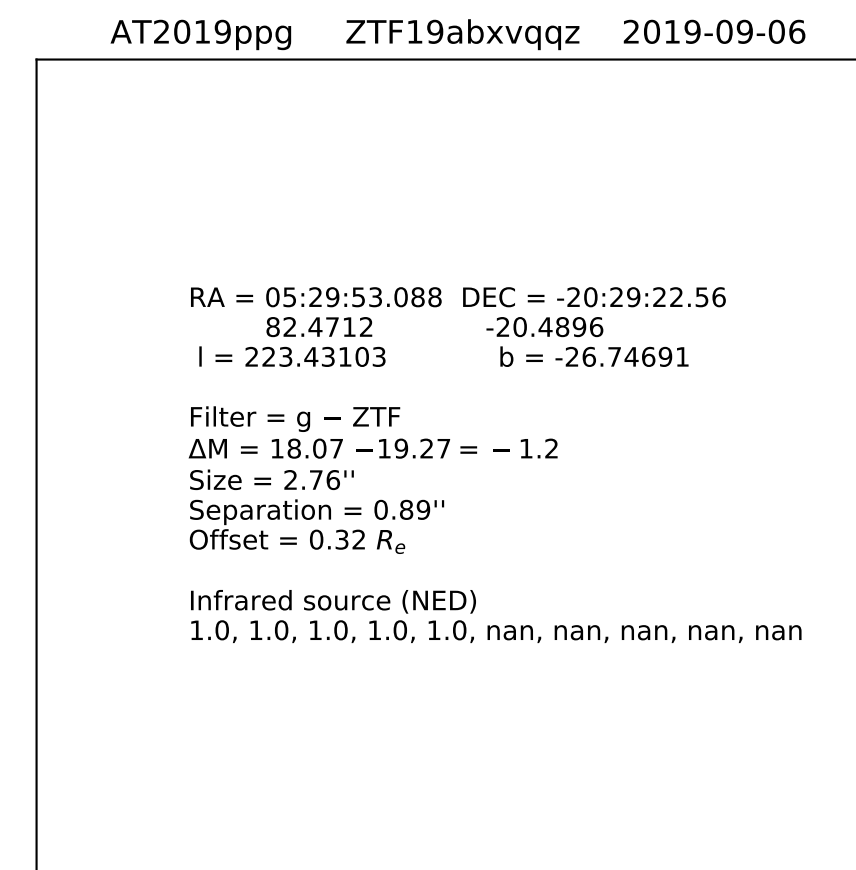 AT2019ppg ZTF19abxvqqz 2019-09-06
RA = 05:29:53.088 DEC = -20:29:22.56
82.4712 -20.4896
l = 223.43103 b = -26.74691
Filter = g − ZTF
ΔM = 18.07 −19.27 = − 1.2
Size = 2.76''
Separation = 0.89''
Offset = 0.32 Re
Infrared source (NED)
1.0, 1.0, 1.0, 1.0, 1.0, nan, nan, nan, nan, nan